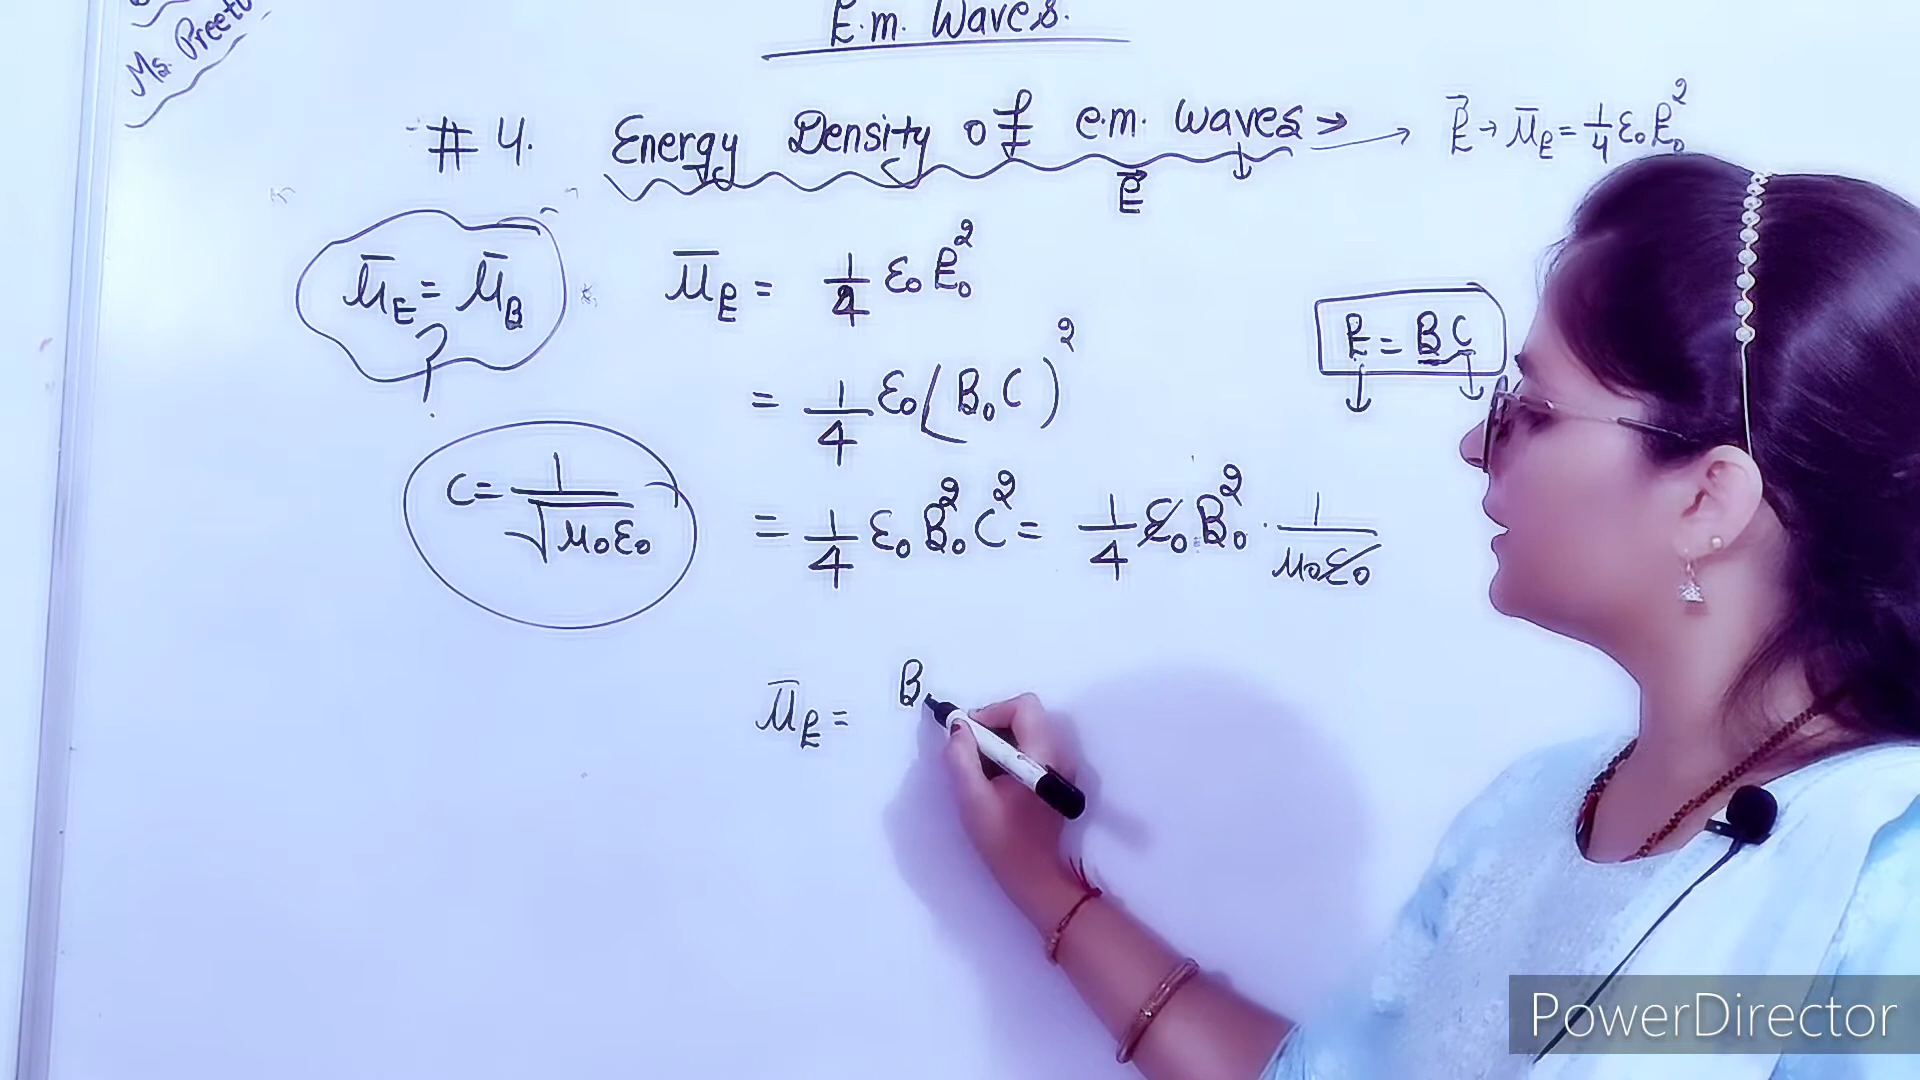 E.m. Waves.
Ms. Preeti
# 4. Energy Density of e.m. waves → → E⃗ → ū_E = 1/4 ε₀E₀²
E⃗
ū_E = ū_B ?
ū_E = 1/4 ε₀E₀²
E = BC
= 1/4 ε₀(B₀C)²
C = 1/√μ₀ε₀
= 1/4 ε₀B₀²C² = 1/4 ε₀B₀² · 1/μ₀ε₀
ū_E = B
PowerDirector